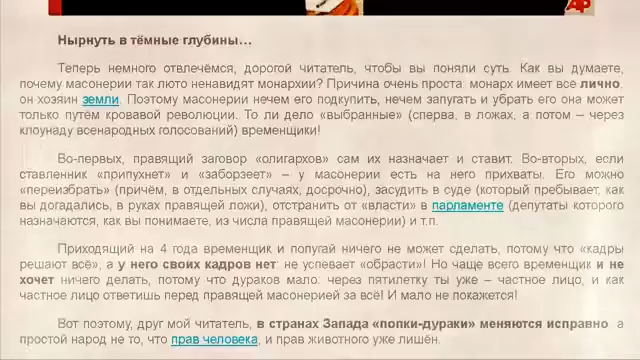 Нырнуть в тёмные глубины…
Теперь немного отвлечёмся, дорогой читатель, чтобы вы поняли суть. Как вы думаете,
почему масонерии так люто ненавидят монархии? Причина очень проста: монарх имеет всё лично,
он хозяин земли. Поэтому масонерии нечем его подкупить, нечем запугать и убрать его она может
только путём кровавой революции. То ли дело «выбранные» (сперва, в ложах, а потом – через
клоунаду всенародных голосований) временщики!
Во-первых, правящий заговор «олигархов» сам их назначает и ставит. Во-вторых, если
ставленник «припухнет» и «заборзеет» – у масонерии есть на него прихваты. Его можно
«переизбрать» (причём, в отдельных случаях, досрочно), засудить в суде (который пребывает, как
вы догадались, в руках правящей ложи), отстранить от «власти» в парламенте (депутаты которого
назначаются, как вы понимаете, из числа правящей масонерии) и т.п.
Приходящий на 4 года временщик и попугай ничего не может сделать, потому что «кадры
решают всё», а у него своих кадров нет: не успевает «обрасти»! Но чаще всего временщик и не
хочет ничего делать, потому что дураков мало: через пятилетку ты уже – частное лицо, и как
частное лицо ответишь перед правящей масонерией за всё! И мало не покажется!
Вот поэтому, друг мой читатель, в странах Запада «попки-дураки» меняются исправно, а
простой народ не то, что прав человека, и прав животного уже лишён.